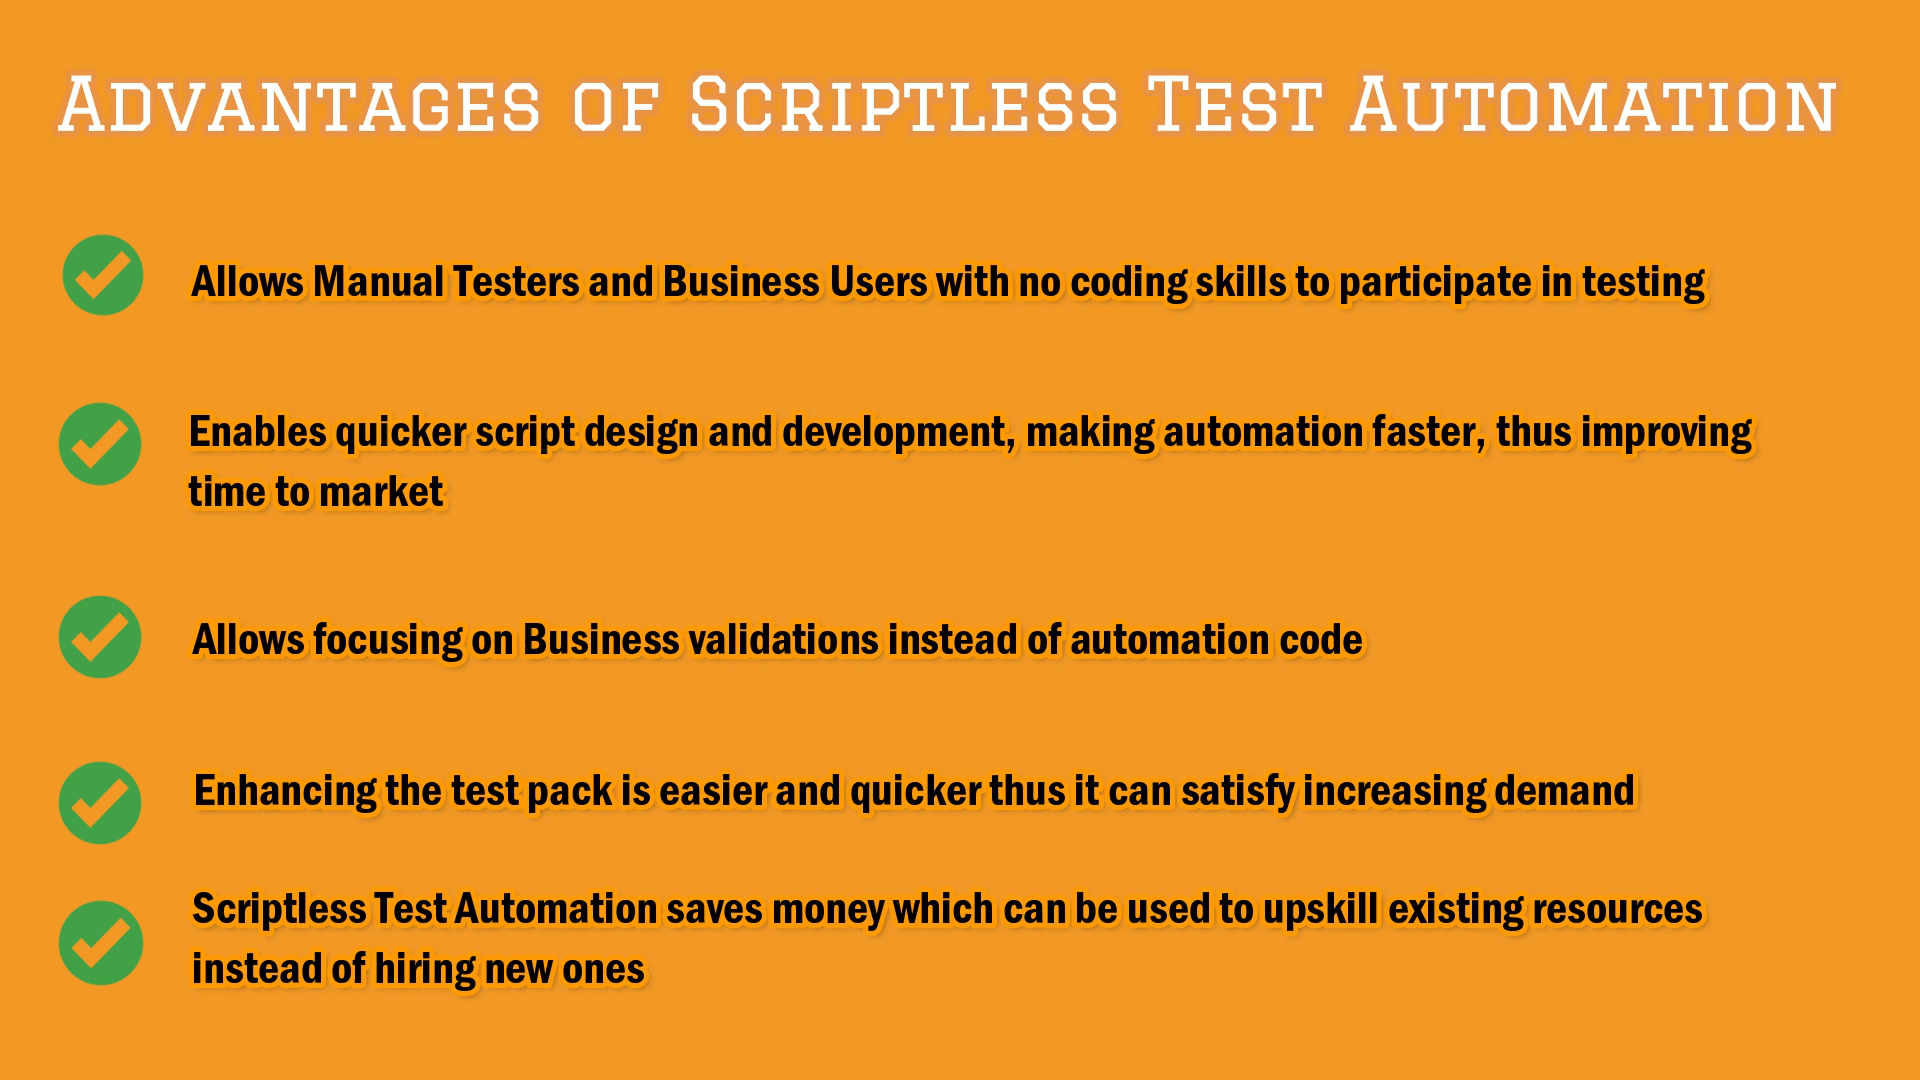 Advantages of Scriptless Test Automation
Allows Manual Testers and Business Users with no coding skills to participate in testing
Enables quicker script design and development, making automation faster, thus improving
time to market
Allows focusing on Business validations instead of automation code
Enhancing the test pack is easier and quicker thus it can satisfy increasing demand
Scriptless Test Automation saves money which can be used to upskill existing resources
instead of hiring new ones